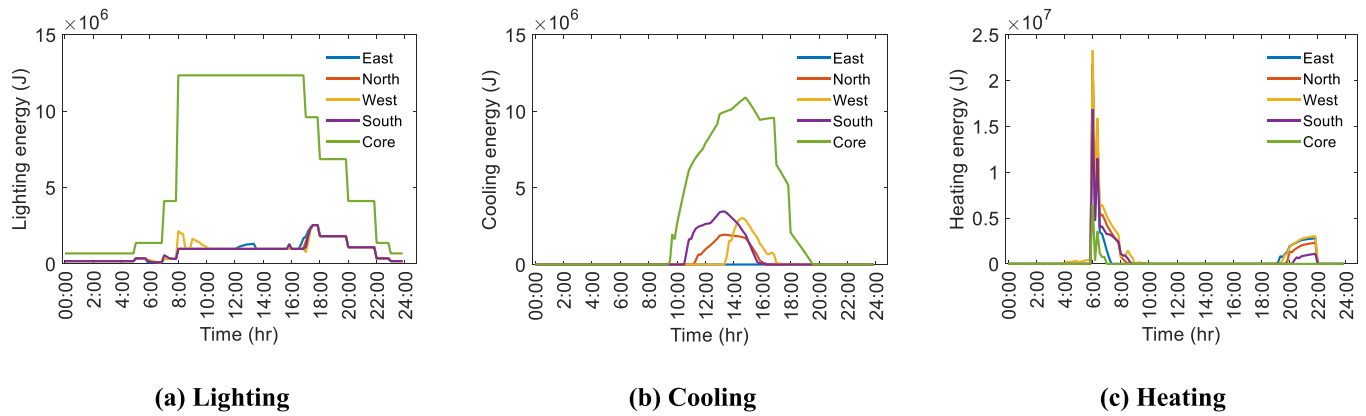 ×10⁶
15
10
5
0
Lighting energy (J)
East
North
West
South
Core
00:00
2:00
4:00
6:00
8:00
10:00
12:00
14:00
16:00
18:00
20:00
22:00
24:00
Time (hr)
(a) Lighting
×10⁶
15
10
5
0
Cooling energy (J)
East
North
West
South
Core
00:00
2:00
4:00
6:00
8:00
10:00
12:00
14:00
16:00
18:00
20:00
22:00
24:00
Time (hr)
(b) Cooling
×10⁷
2.5
2
1.5
1
0.5
0
Heating energy (J)
East
North
West
South
Core
00:00
2:00
4:00
6:00
8:00
10:00
12:00
14:00
16:00
18:00
20:00
22:00
24:00
Time (hr)
(c) Heating